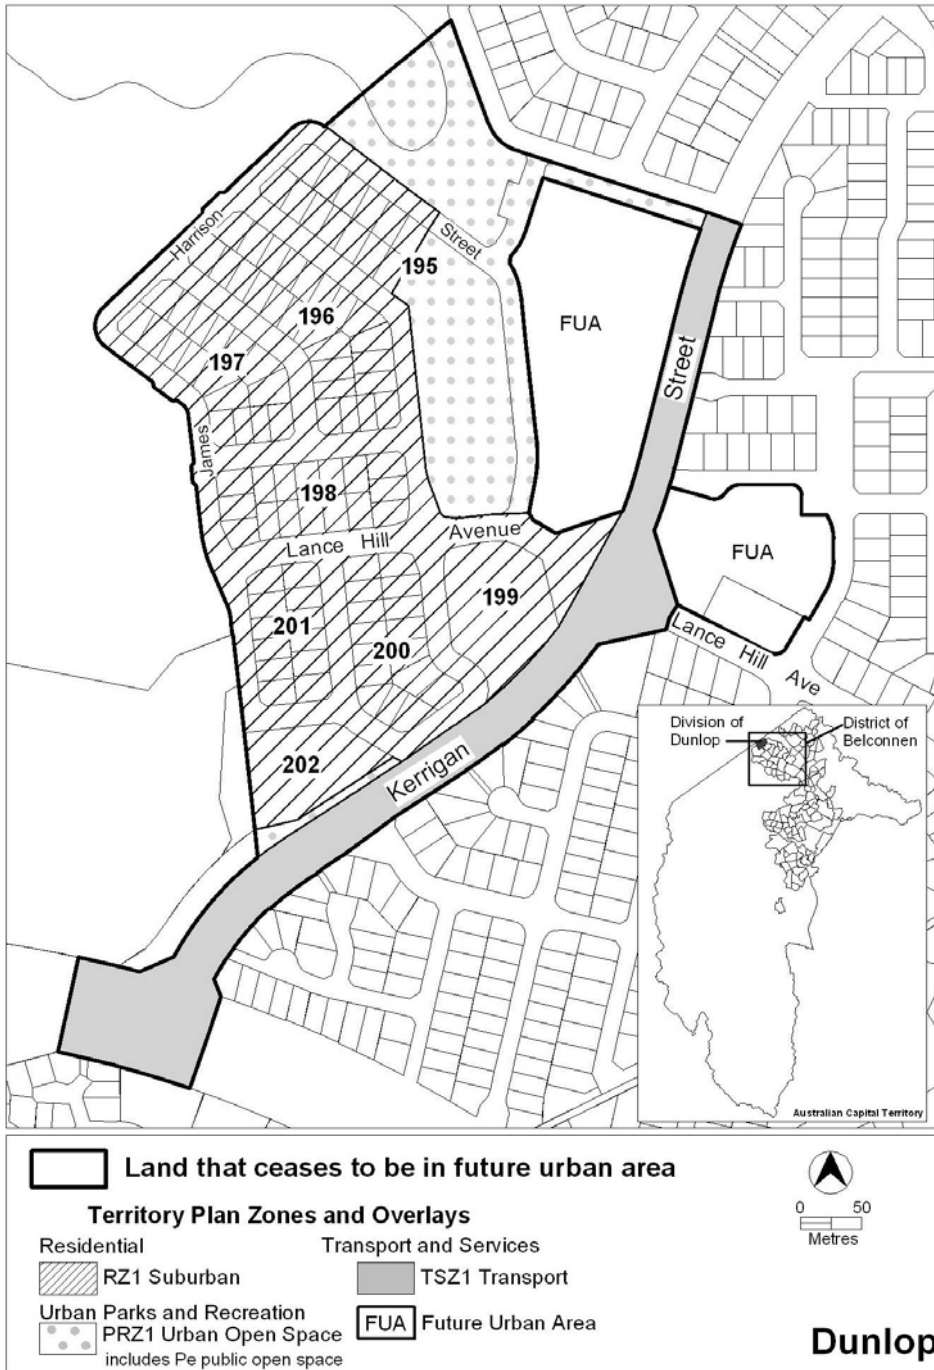 Harrison
Street
195
196
197
FUA
Street
James
198
Lance Hill
Avenue
FUA
199
201
200
Lance Hill
Ave
202
Kerrigan
Division of
Dunlop
District of
Belconnen
Australian Capital Territory
Land that ceases to be in future urban area
0 50
Metres
Territory Plan Zones and Overlays
Residential
RZ1 Suburban
Transport and Services
TSZ1 Transport
Urban Parks and Recreation
PRZ1 Urban Open Space
includes Pe public open space
FUA Future Urban Area
Dunlop